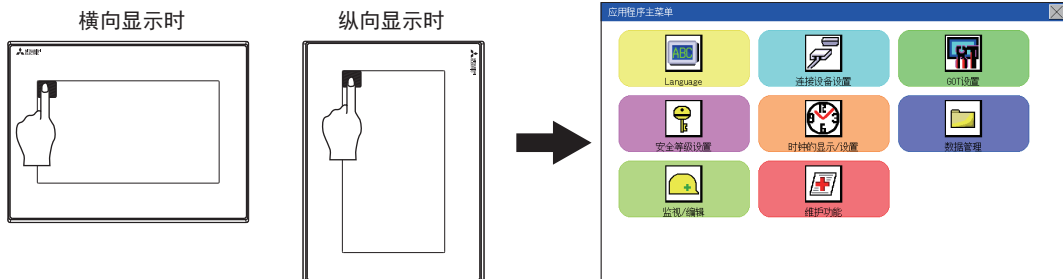 横向显示时
纵向显示时
应用程序主菜单
ABC
Language
连接设备设置
GOT设置
安全等级设置
时钟的显示/设置
数据管理
监视/编辑
维护功能